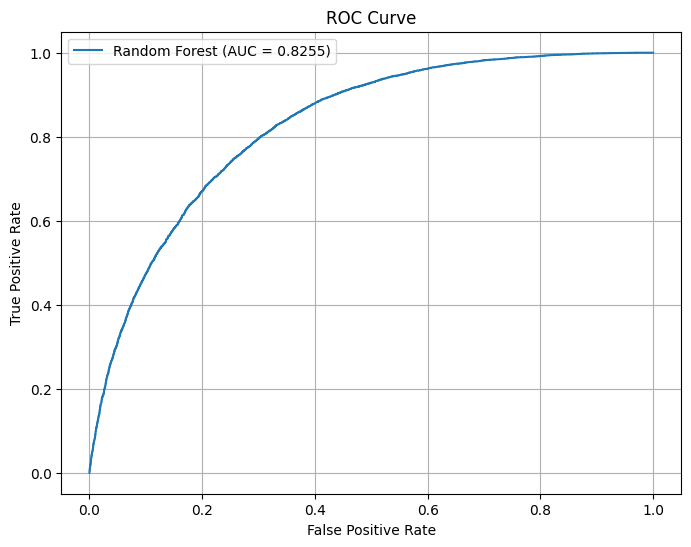 ROC Curve
Random Forest (AUC = 0.8255)
True Positive Rate
1.0
0.8
0.6
0.4
0.2
0.0
0.0 0.2 0.4 0.6 0.8 1.0
False Positive Rate